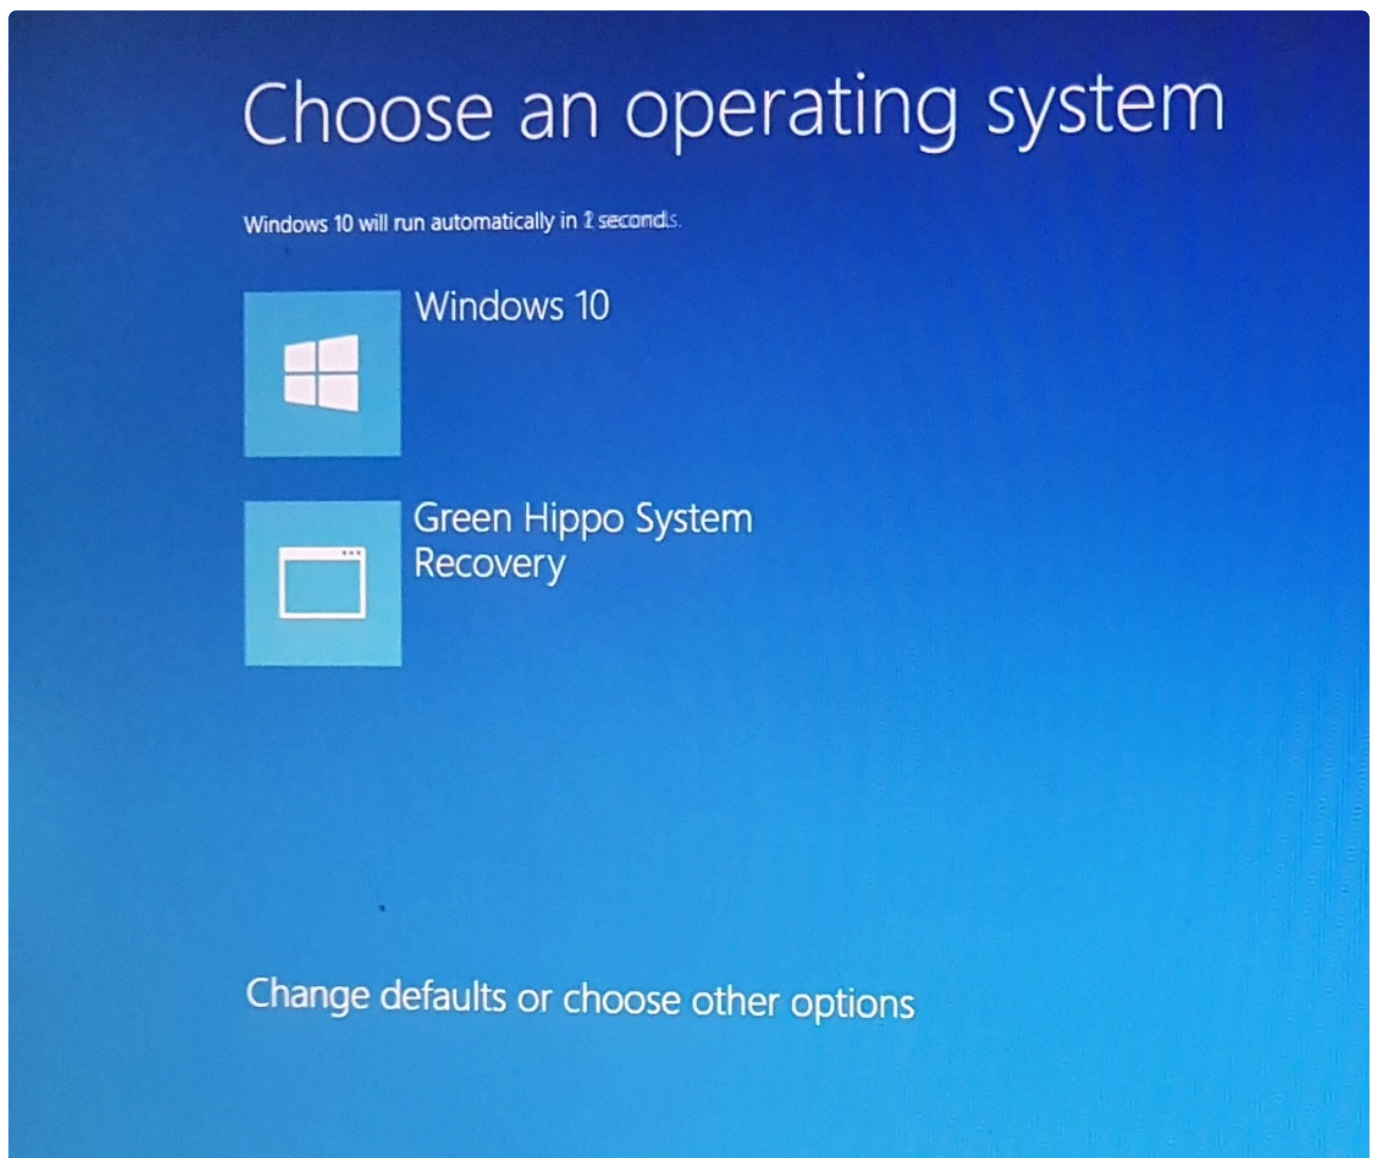 Choose an operating system
Windows 10 will run automatically in seconds.
Windows 10
Green Hippo System
Recovery
Change defaults or choose other options